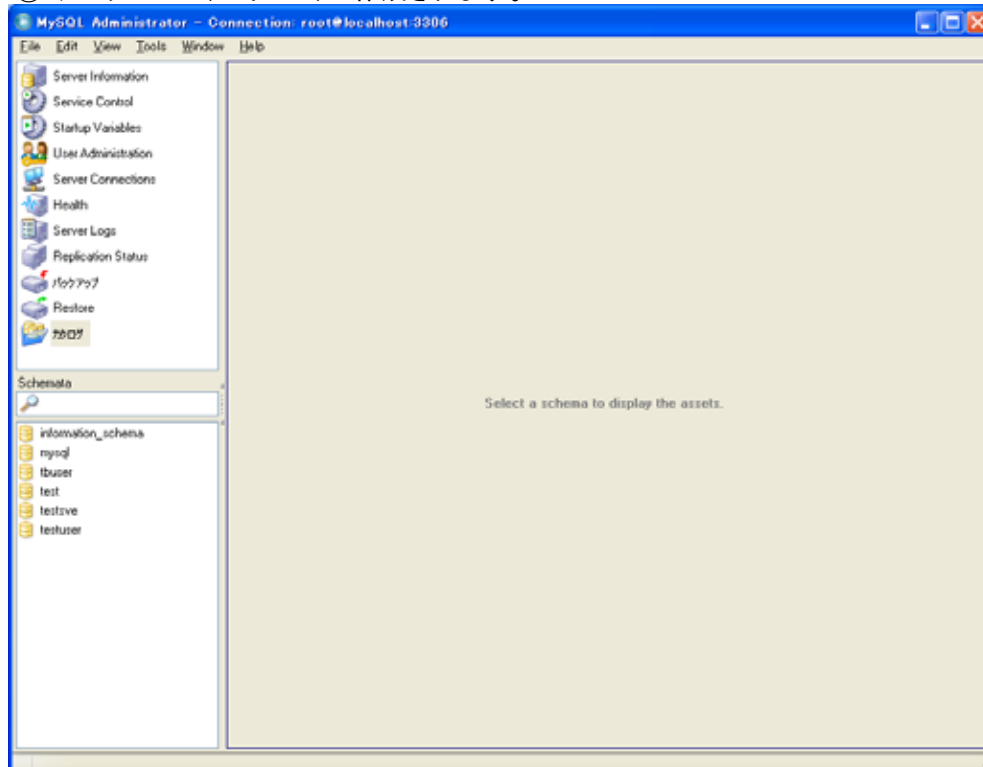 MySQL Administrator - Connection: root@localhost:3306
File Edit View Tools Window Help
Server Information
Service Control
Startup Variables
User Administration
Server Connections
Health
Server Logs
Replication Status
バックアップ
Restore
カタログ
Schemata
information_schema
mysql
tbuser
test
testsve
testuser
Select a schema to display the assets.